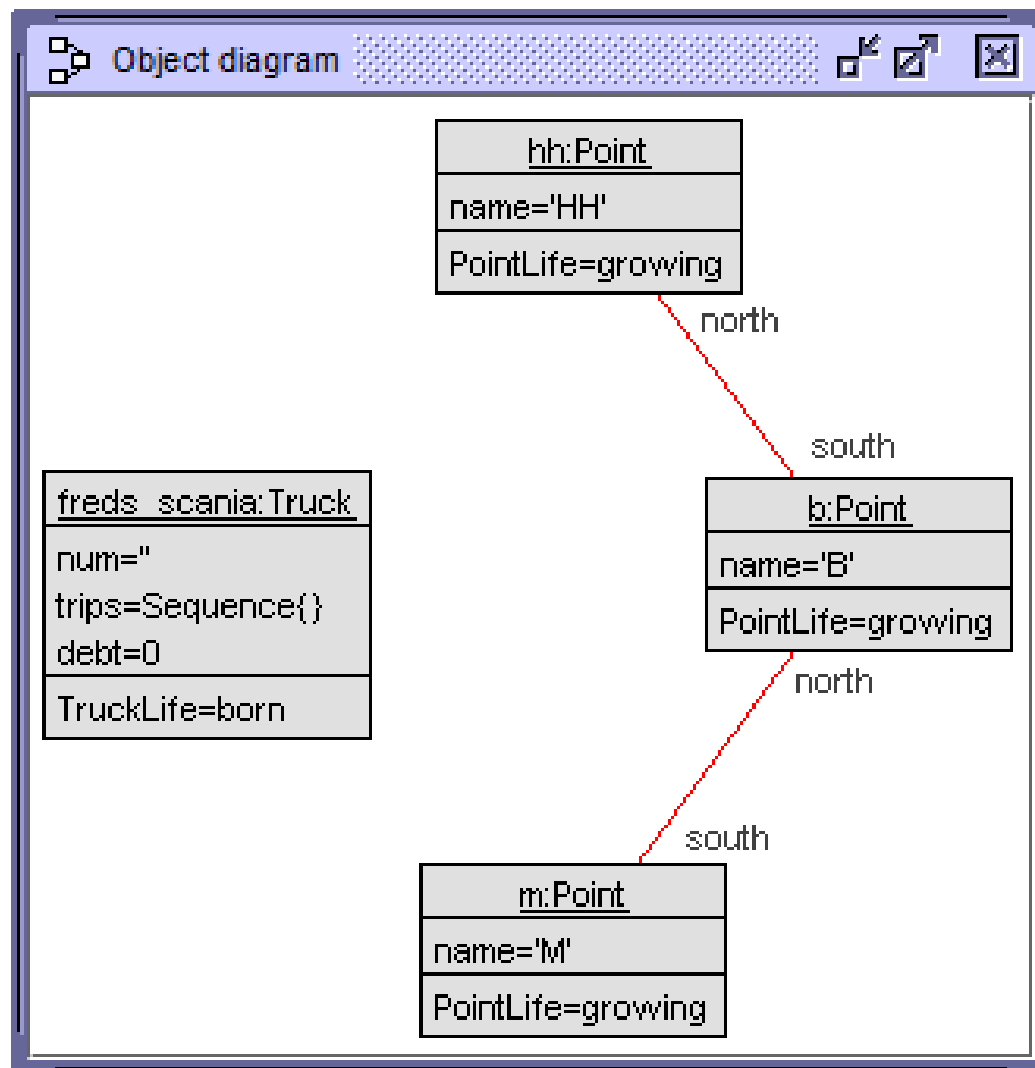 Object diagram
hh:Point
name='HH'
PointLife=growing
north
south
freds_scania:Truck
num=''
trips=Sequence{}
debt=0
TruckLife=born
b:Point
name='B'
PointLife=growing
north
south
m:Point
name='M'
PointLife=growing